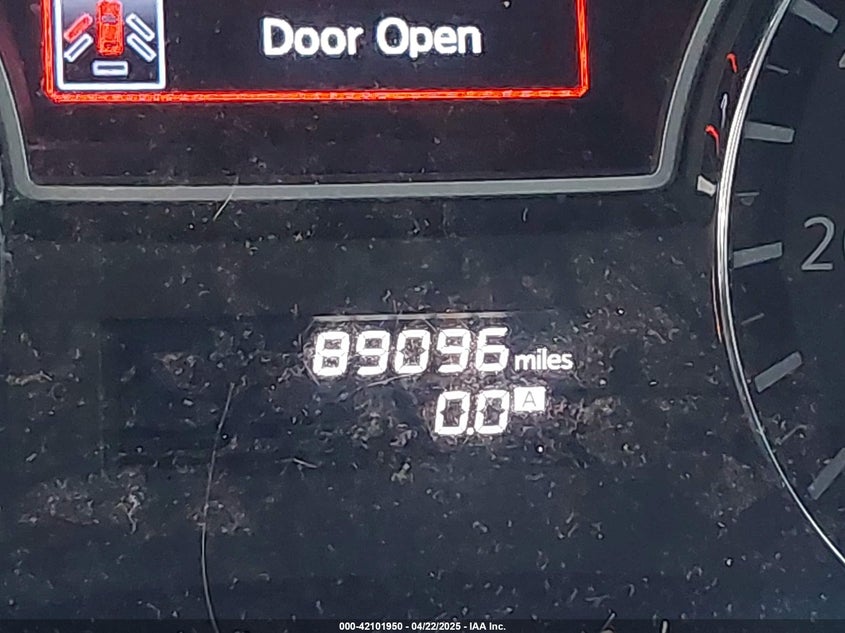 Door Open
89096 miles
0.0 A
000-42101950 - 04/22/2025 - IAA Inc.